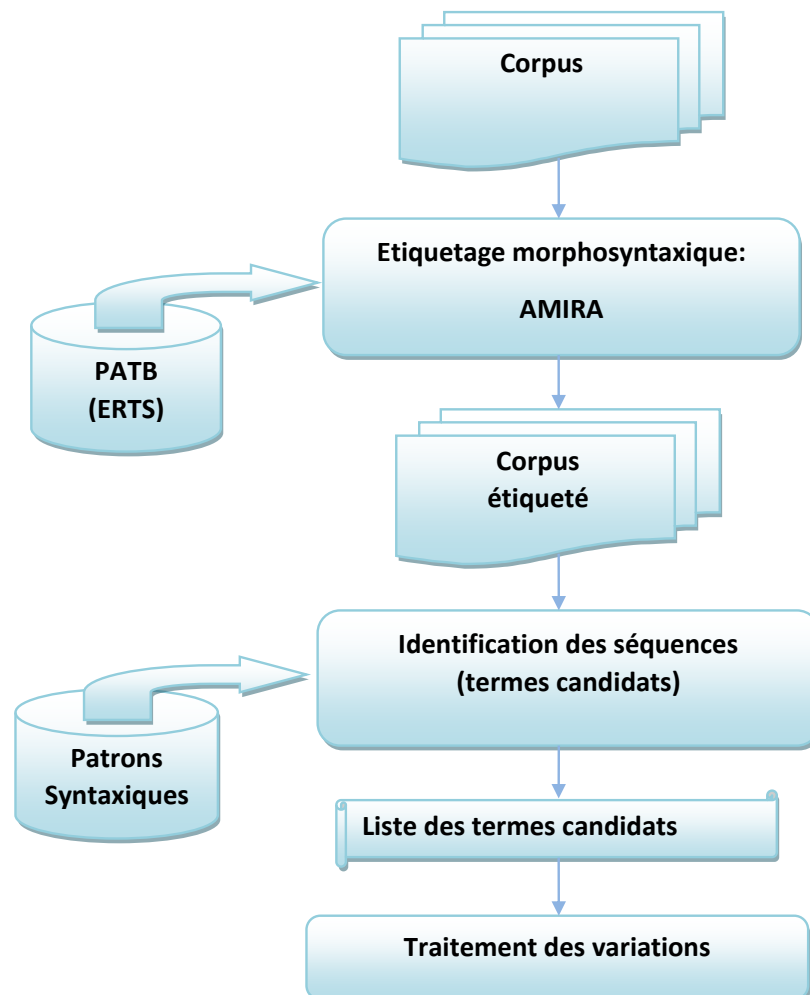 Corpus
Etiquetage morphosyntaxique:
AMIRA
PATB
(ERTS)
Corpus
étiqueté
Identification des séquences
(termes candidats)
Patrons
Syntaxiques
Liste des termes candidats
Traitement des variations